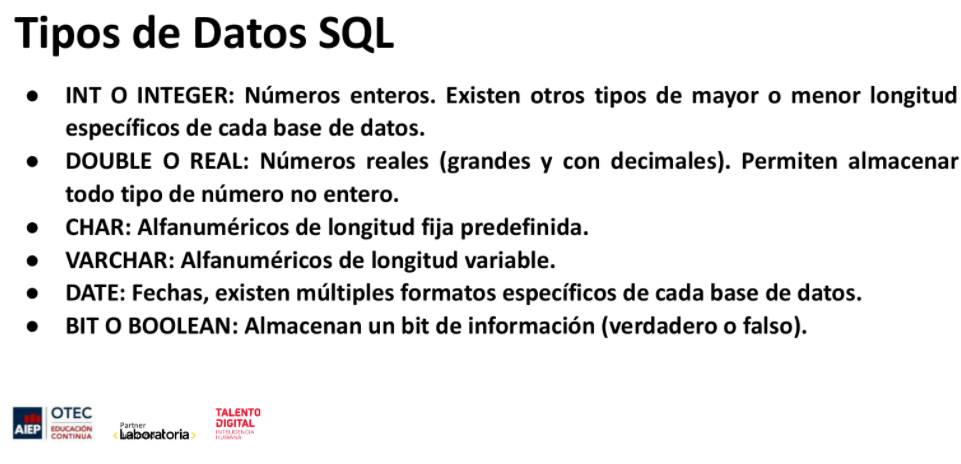 Tipos de Datos SQL
● INT O INTEGER: Números enteros. Existen otros tipos de mayor o menor longitud
específicos de cada base de datos.
● DOUBLE O REAL: Números reales (grandes y con decimales). Permiten almacenar
todo tipo de número no entero.
● CHAR: Alfanuméricos de longitud fija predefinida.
● VARCHAR: Alfanuméricos de longitud variable.
● DATE: Fechas, existen múltiples formatos específicos de cada base de datos.
● BIT O BOOLEAN: Almacenan un bit de información (verdadero o falso).
AIEP
OTEC
EDUCACIÓN
CONTINUA
Partner
<Laboratoria>
TALENTO
DIGITAL
INTELIGENCIA
HUMANA